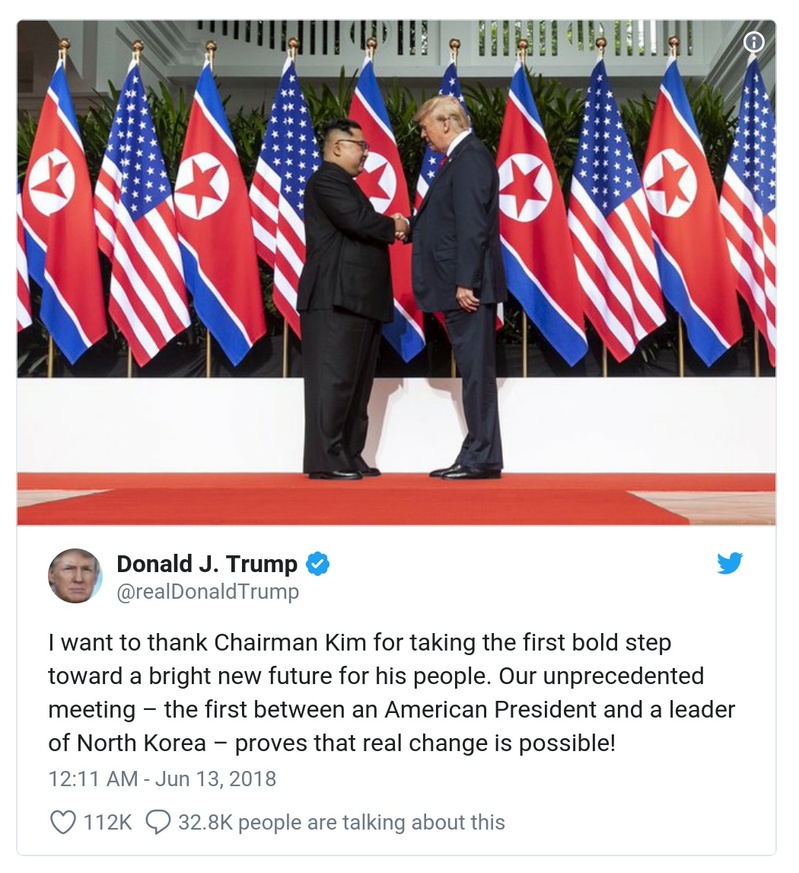 Donald J. Trump
@realDonaldTrump
I want to thank Chairman Kim for taking the first bold step
toward a bright new future for his people. Our unprecedented
meeting – the first between an American President and a leader
of North Korea – proves that real change is possible!
12:11 AM - Jun 13, 2018
112K 32.8K people are talking about this